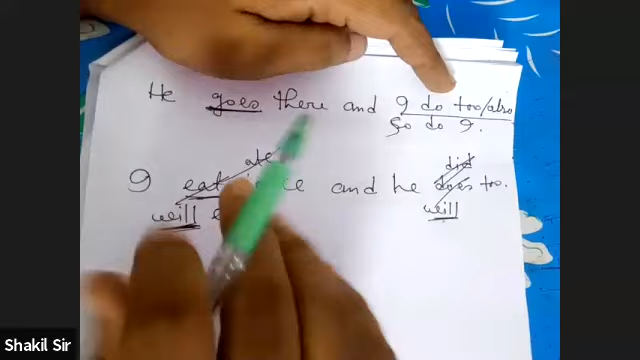 He goes there and I do too/also
So do I.
ate did
I eat and he does too.
will will
Shakil Sir